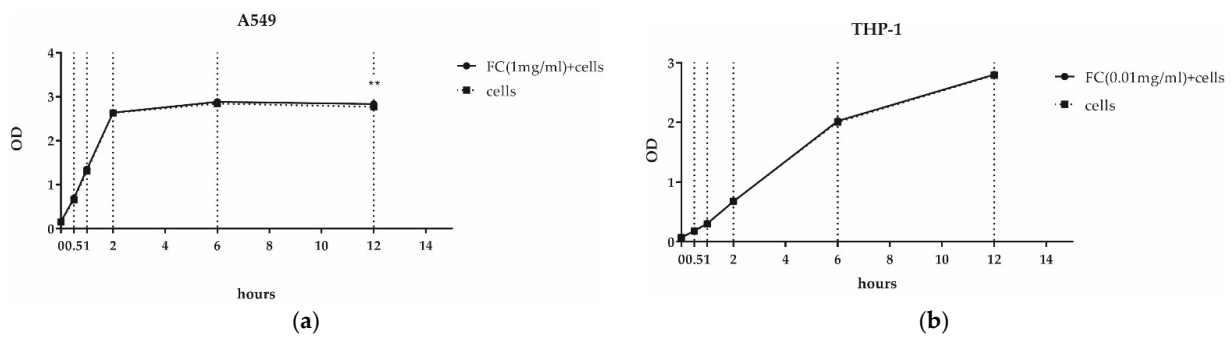 A549
4
3
2
1
0
OD
**
00.51 2 4 6 8 10 12 14
hours
FC(1mg/ml)+cells
cells
(a)
THP-1
3
2
1
0
OD
00.51 2 4 6 8 10 12 14
hours
FC(0.01mg/ml)+cells
cells
(b)